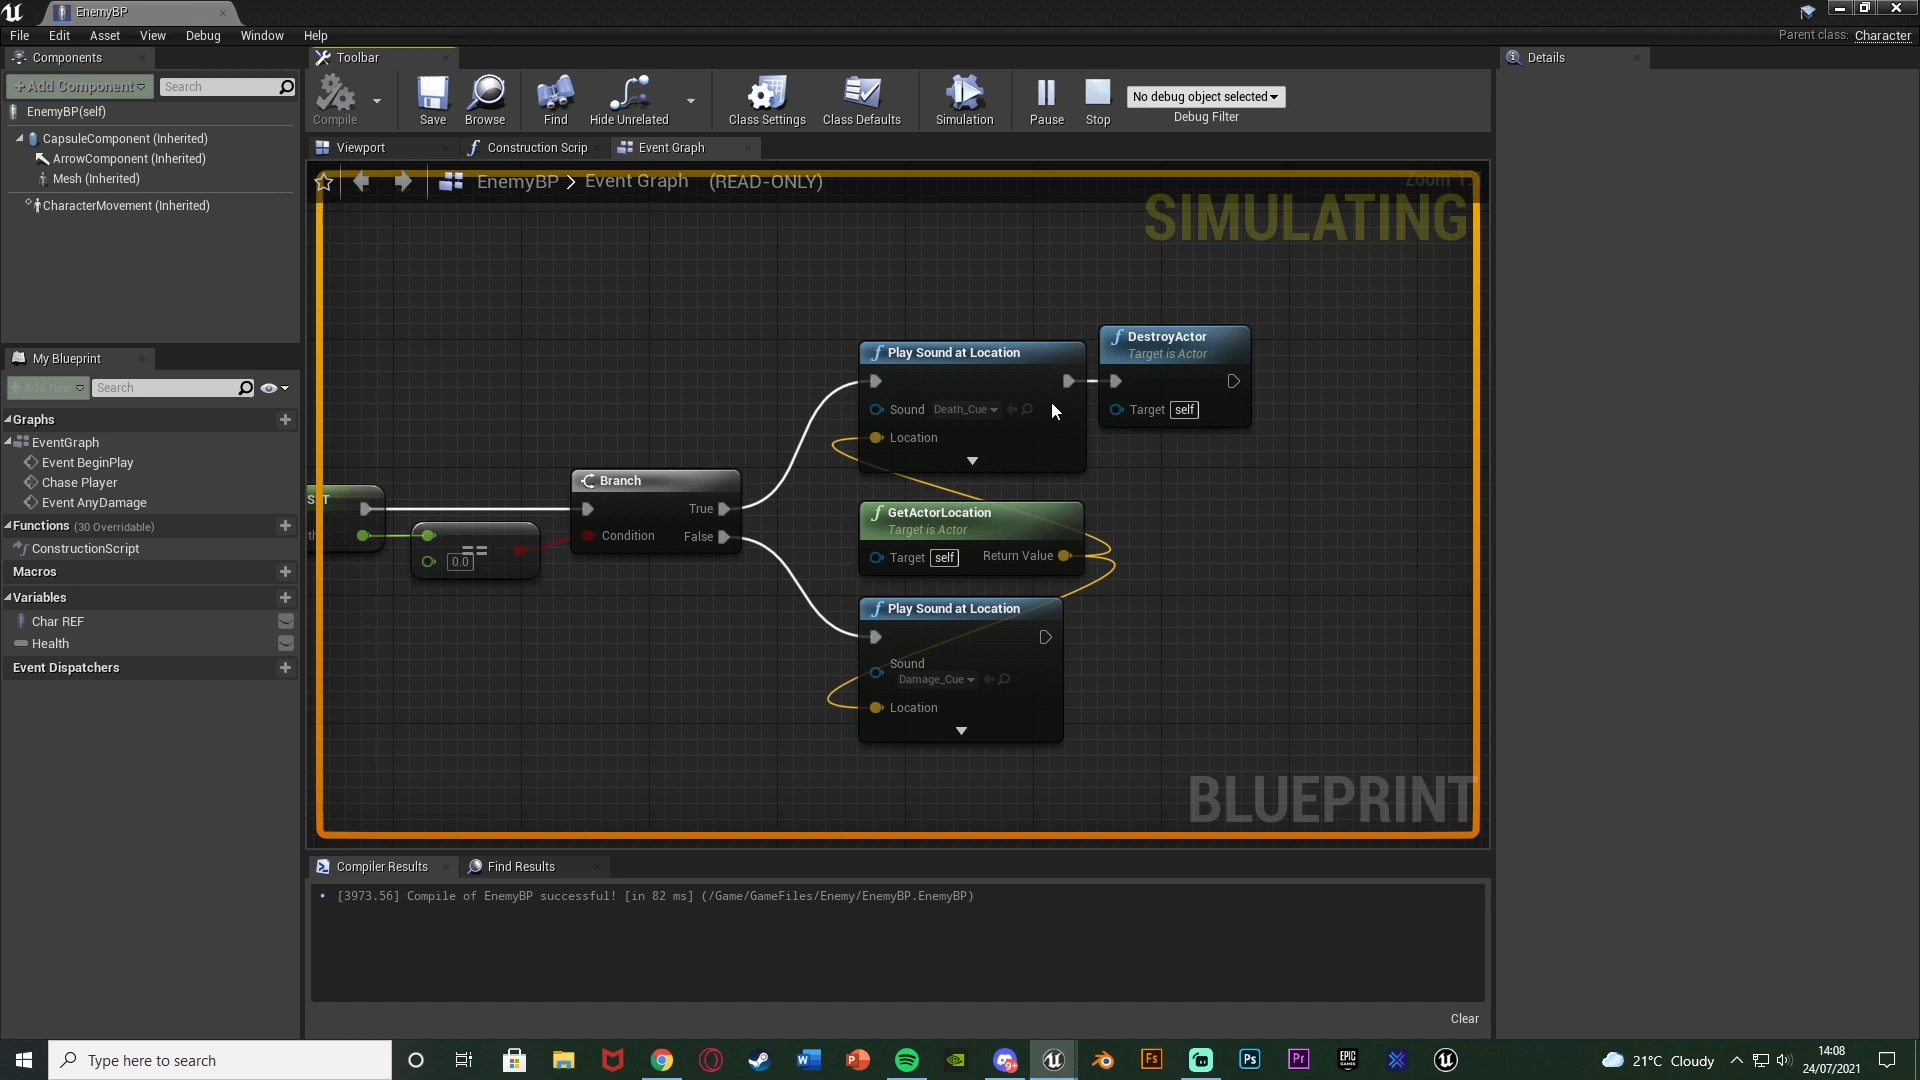 EnemyBP
File Edit Asset View Debug Window Help
Parent class: Character
Components
Toolbar
Details
+Add Component
Search
EnemyBP(self)
CapsuleComponent (Inherited)
ArrowComponent (Inherited)
Mesh (Inherited)
CharacterMovement (Inherited)
Compile
Save
Browse
Find
Hide Unrelated
Class Settings
Class Defaults
Simulation
Pause
Stop
No debug object selected
Debug Filter
Viewport
Construction Scrip
Event Graph
EnemyBP > Event Graph (READ-ONLY)
SIMULATING
My Blueprint
+Add New
Search
Graphs
EventGraph
Event BeginPlay
Chase Player
Event AnyDamage
Functions (30 Overridable)
ConstructionScript
Macros
Variables
Char REF
Health
Event Dispatchers
==
0.0
Branch
True
Condition
False
Play Sound at Location
Sound Death_Cue
Location
DestroyActor
Target is Actor
Target self
GetActorLocation
Target is Actor
Target self Return Value
Play Sound at Location
Sound
Damage_Cue
Location
BLUEPRINT
Compiler Results
Find Results
[3973.56] Compile of EnemyBP successful! [in 82 ms] (/Game/GameFiles/Enemy/EnemyBP.EnemyBP)
Clear
Type here to search
21°C Cloudy
14:08
24/07/2021